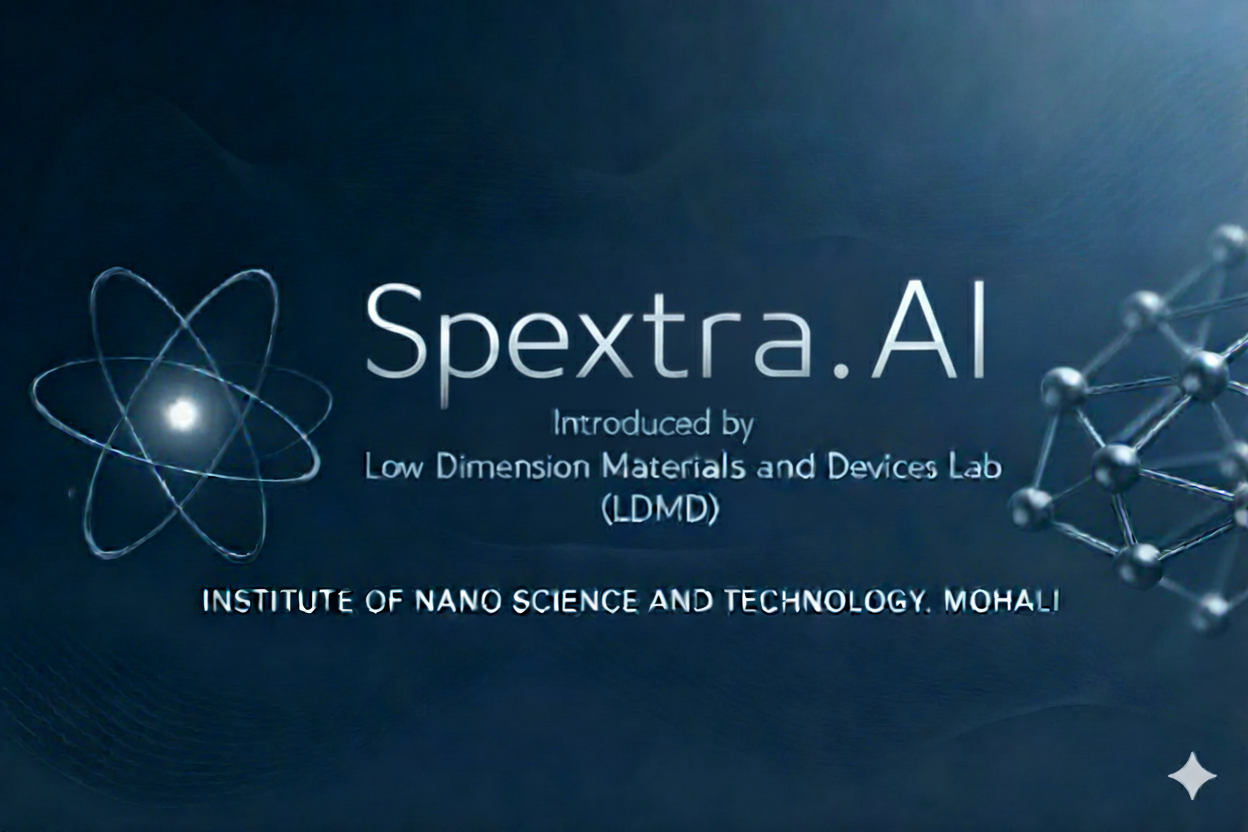 Spextra.AI
Introduced by
Low Dimension Materials and Devices Lab
(LDMD)
INSTITUTE OF NANO SCIENCE AND TECHNOLOGY. MOHALI